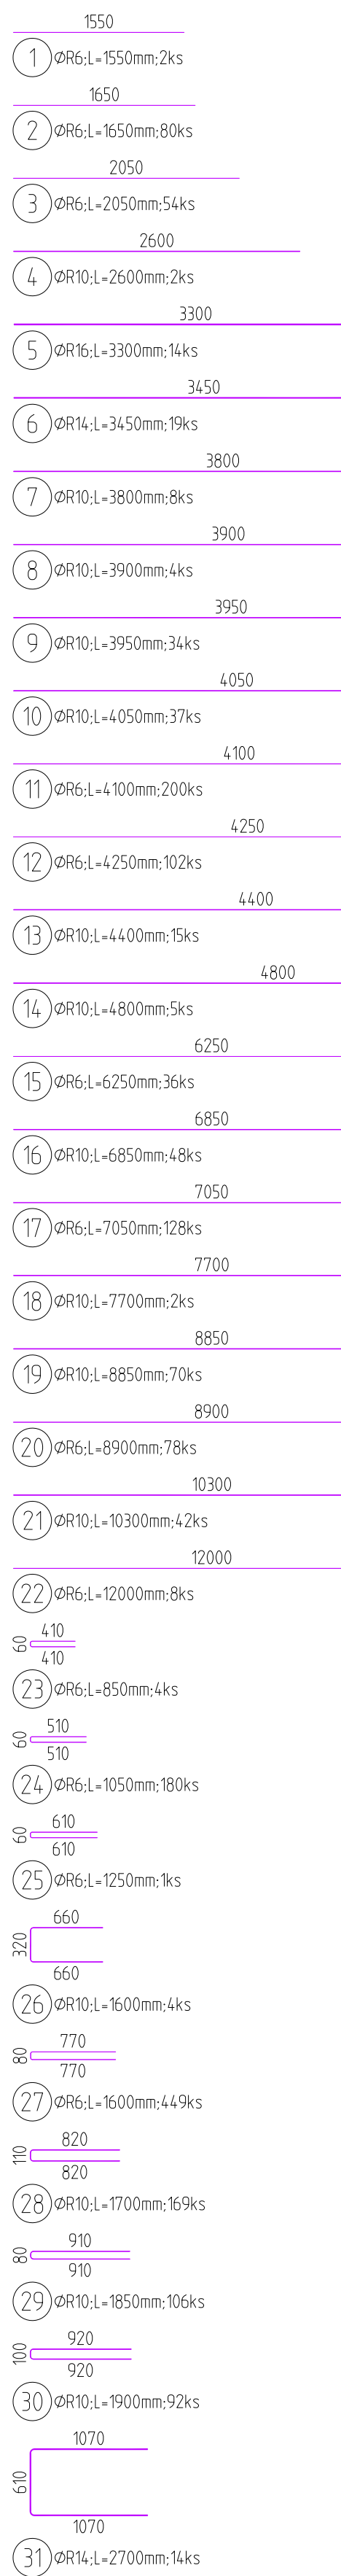 1550
1 ØR6;L=1550mm;2ks
1650
2 ØR6;L=1650mm;80ks
2050
3 ØR6;L=2050mm;54ks
2600
4 ØR10;L=2600mm;2ks
3300
5 ØR16;L=3300mm;14ks
3450
6 ØR14;L=3450mm;19ks
3800
7 ØR10;L=3800mm;8ks
3900
8 ØR10;L=3900mm;4ks
3950
9 ØR10;L=3950mm;34ks
4050
10 ØR10;L=4050mm;37ks
4100
11 ØR6;L=4100mm;200ks
4250
12 ØR6;L=4250mm;102ks
4400
13 ØR10;L=4400mm;15ks
4800
14 ØR10;L=4800mm;5ks
6250
15 ØR6;L=6250mm;36ks
6850
16 ØR10;L=6850mm;48ks
7050
17 ØR6;L=7050mm;128ks
7700
18 ØR10;L=7700mm;2ks
8850
19 ØR10;L=8850mm;70ks
8900
20 ØR6;L=8900mm;78ks
10300
21 ØR10;L=10300mm;42ks
12000
22 ØR6;L=12000mm;8ks
410
60
410
23 ØR6;L=850mm;4ks
510
60
510
24 ØR6;L=1050mm;180ks
610
60
610
25 ØR6;L=1250mm;1ks
660
320
660
26 ØR10;L=1600mm;4ks
770
80
770
27 ØR6;L=1600mm;449ks
820
110
820
28 ØR10;L=1700mm;169ks
910
80
910
29 ØR10;L=1850mm;106ks
920
100
920
30 ØR10;L=1900mm;92ks
1070
610
1070
31 ØR14;L=2700mm;14ks